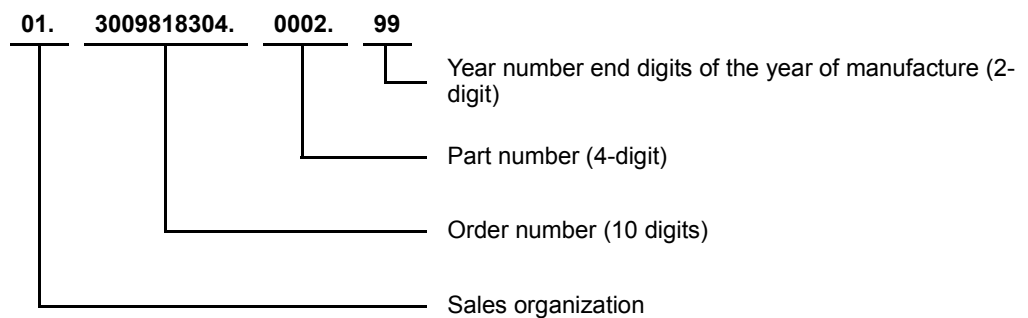 01. 3009818304. 0002. 99
Year number end digits of the year of manufacture (2-
digit)
Part number (4-digit)
Order number (10 digits)
Sales organization